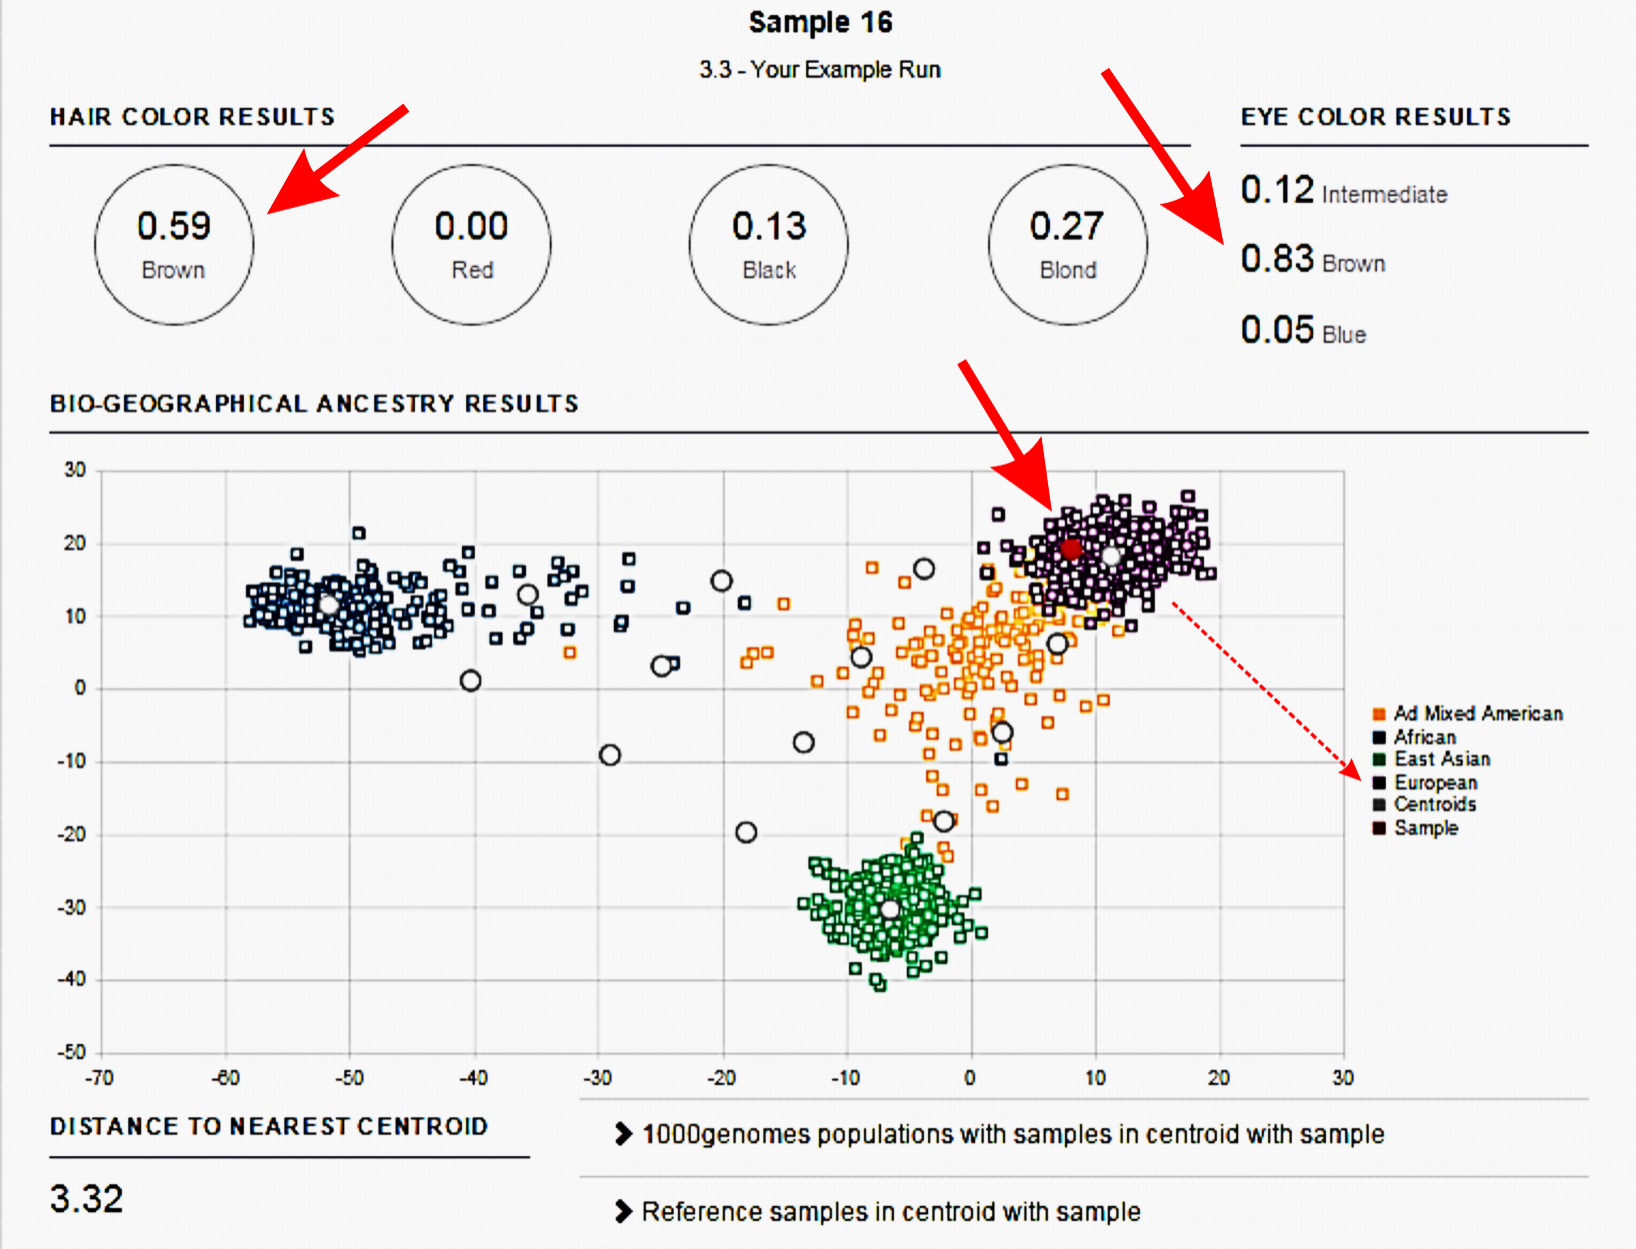 Sample 16
3.3 - Your Example Run
HAIR COLOR RESULTS
EYE COLOR RESULTS
0.59
Brown
0.00
Red
0.13
Black
0.27
Blond
0.12 Intermediate
0.83 Brown
0.05 Blue
BIO-GEOGRAPHICAL ANCESTRY RESULTS
30
20
10
0
-10
-20
-30
-40
-50
-70 -60 -50 -40 -30 -20 -10 0 10 20 30
Ad Mixed American
African
East Asian
European
Centroids
Sample
DISTANCE TO NEAREST CENTROID
3.32
1000genomes populations with samples in centroid with sample
Reference samples in centroid with sample